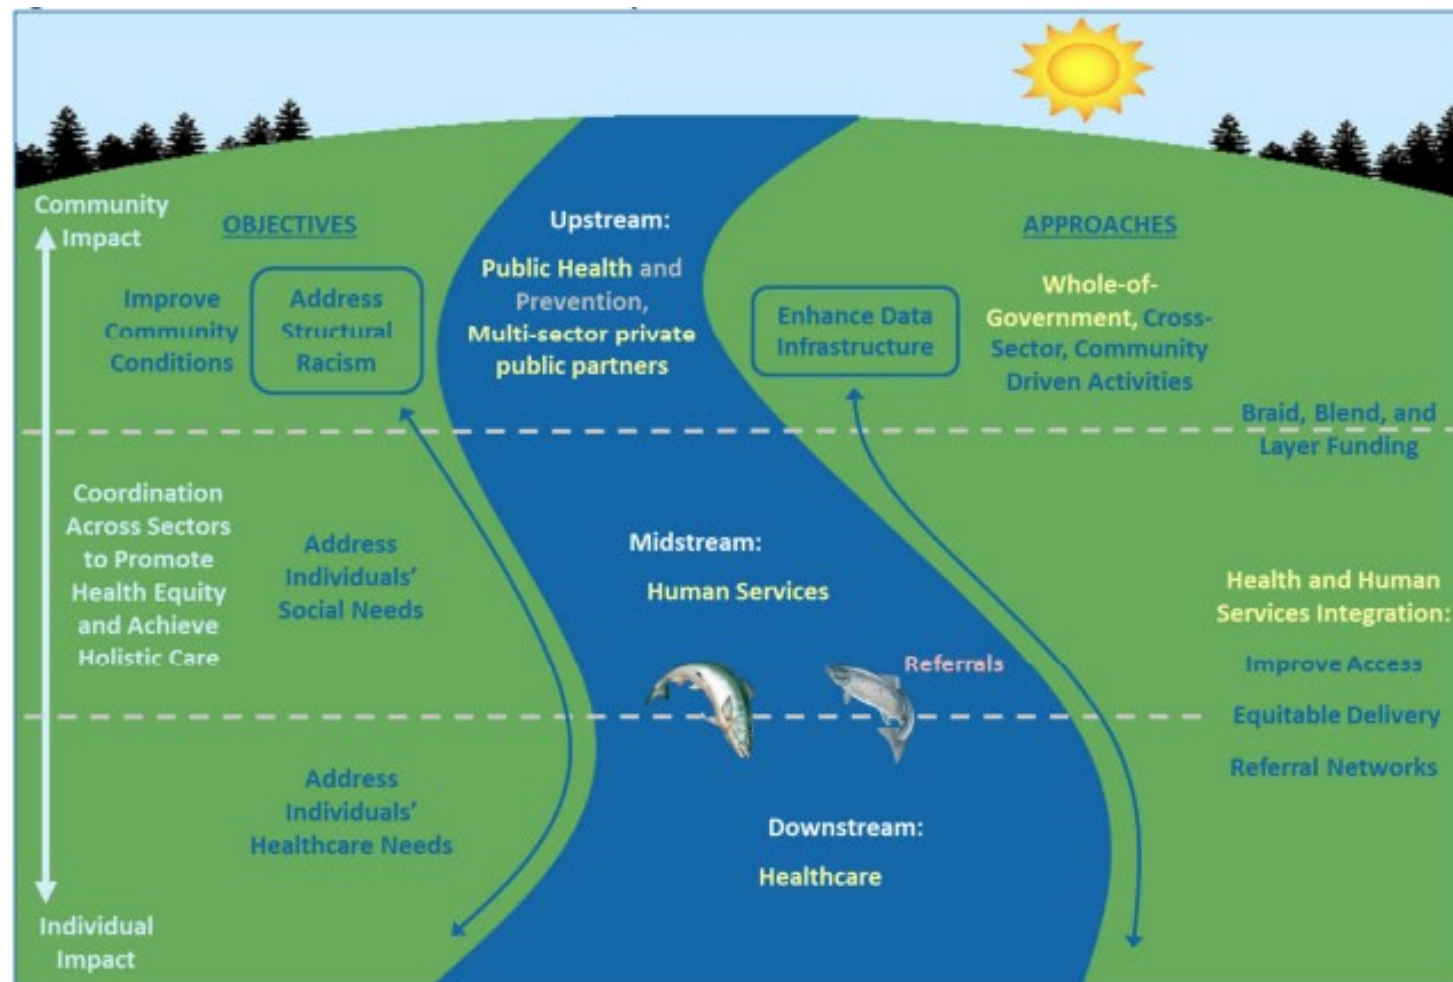 Community
Impact
OBJECTIVES
Improve
Community
Conditions
Address
Structural
Racism
Upstream:
Public Health and
Prevention,
Multi-sector private
public partners
APPROACHES
Enhance Data
Infrastructure
Whole-of-
Government, Cross-
Sector, Community
Driven Activities
Braid, Blend, and
Layer Funding
Coordination
Across Sectors
to Promote
Health Equity
and Achieve
Holistic Care
Address
Individuals’
Social Needs
Midstream:
Human Services
Referrals
Health and Human
Services Integration:
Improve Access
Equitable Delivery
Referral Networks
Address
Individuals’
Healthcare Needs
Downstream:
Healthcare
Individual
Impact